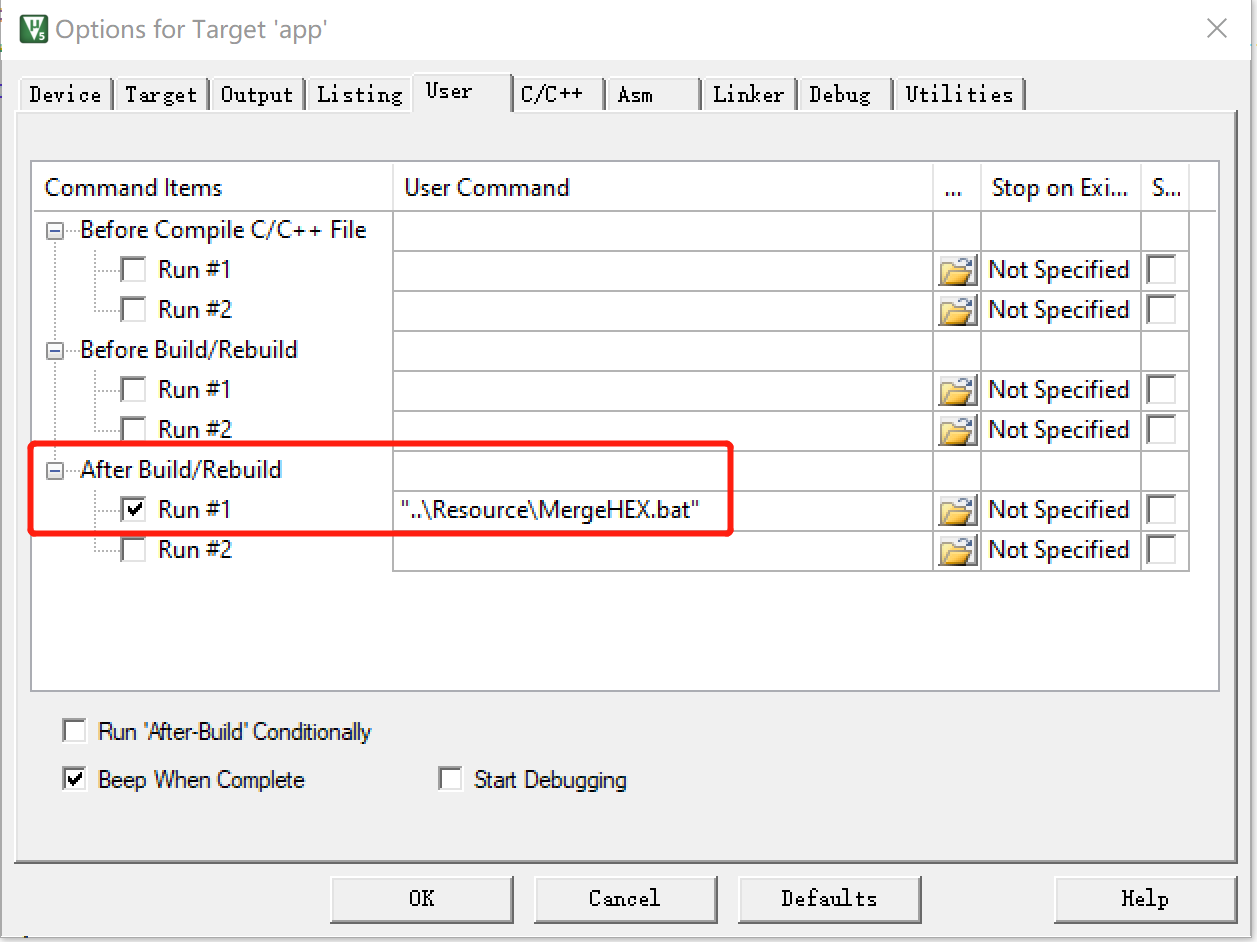 Options for Target 'app'
Device Target Output Listing User C/C++ Asm Linker Debug Utilities
Command Items User Command ... Stop on Exi... S...
Before Compile C/C++ File
Run #1 Not Specified
Run #2 Not Specified
Before Build/Rebuild
Run #1 Not Specified
Run #2 Not Specified
After Build/Rebuild
Run #1 "..\Resource\MergeHEX.bat" Not Specified
Run #2 Not Specified
Run 'After-Build' Conditionally
Beep When Complete Start Debugging
OK Cancel Defaults Help